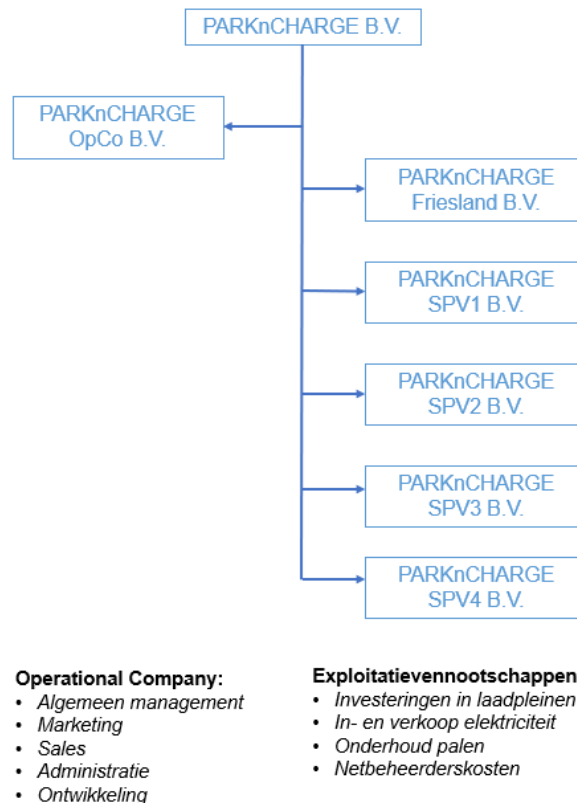 PARKnCHARGE B.V.
PARKnCHARGE
OpCo B.V.
PARKnCHARGE
Friesland B.V.
PARKnCHARGE
SPV1 B.V.
PARKnCHARGE
SPV2 B.V.
PARKnCHARGE
SPV3 B.V.
PARKnCHARGE
SPV4 B.V.
Operational Company:
• Algemeen management
• Marketing
• Sales
• Administratie
• Ontwikkeling
Exploitatievennootschappen
• Investeringen in laadpleinen
• In- en verkoop elektriciteit
• Onderhoud palen
• Netbeheerderskosten